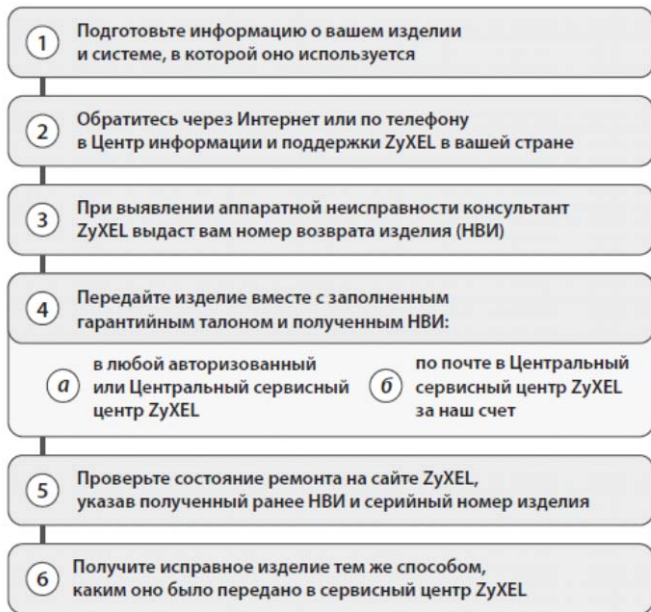 1 Подготовьте информацию о вашем изделии
и системе, в которой оно используется
2 Обратитесь через Интернет или по телефону
в Центр информации и поддержки ZyXEL в вашей стране
3 При выявлении аппаратной неисправности консультант
ZyXEL выдаст вам номер возврата изделия (НВИ)
4 Передайте изделие вместе с заполненным
гарантийным талоном и полученным НВИ:
а в любой авторизованный
или Центральный сервисный
центр ZyXEL
б по почте в Центральный
сервисный центр ZyXEL
за наш счет
5 Проверьте состояние ремонта на сайте ZyXEL,
указав полученный ранее НВИ и серийный номер изделия
6 Получите исправное изделие тем же способом,
каким оно было передано в сервисный центр ZyXEL